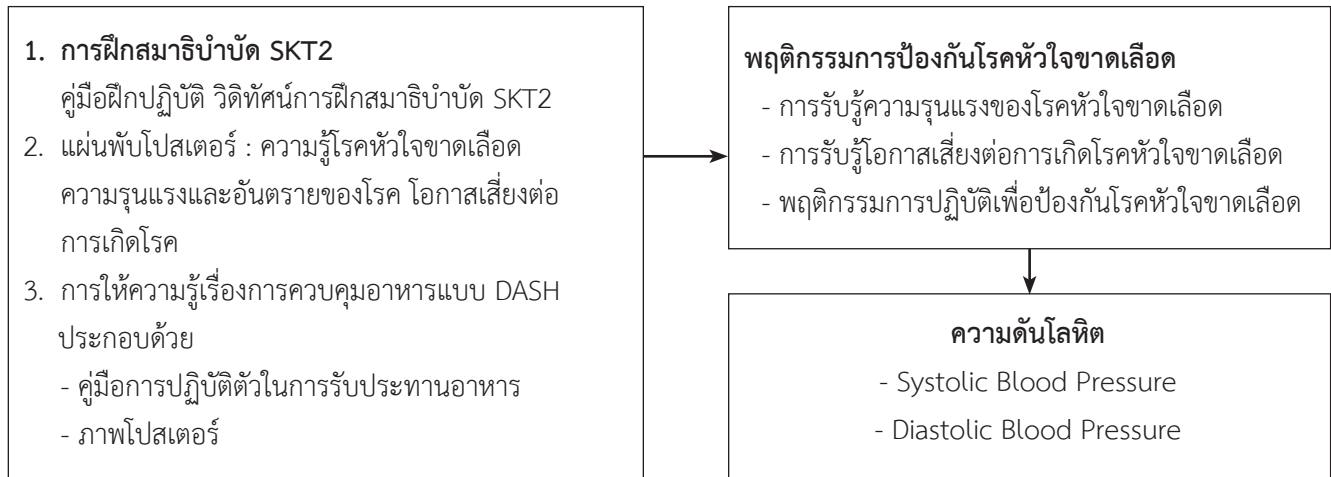 1. การฝึกสมาธิบำบัด SKT2
คู่มือฝึกปฏิบัติ วิดิทัศน์การฝึกสมาธิบำบัด SKT2
2. แผ่นพับโปสเตอร์ : ความรู้โรคหัวใจขาดเลือด
ความรุนแรงและอันตรายของโรค โอกาสเสี่ยงต่อ
การเกิดโรค
3. การให้ความรู้เรื่องการควบคุมอาหารแบบ DASH
ประกอบด้วย
- คู่มือการปฏิบัติตัวในการรับประทานอาหาร
- ภาพโปสเตอร์
พฤติกรรมการป้องกันโรคหัวใจขาดเลือด
- การรับรู้ความรุนแรงของโรคหัวใจขาดเลือด
- การรับรู้โอกาสเสี่ยงต่อการเกิดโรคหัวใจขาดเลือด
- พฤติกรรมการปฏิบัติเพื่อป้องกันโรคหัวใจขาดเลือด
ความดันโลหิต
- Systolic Blood Pressure
- Diastolic Blood Pressure